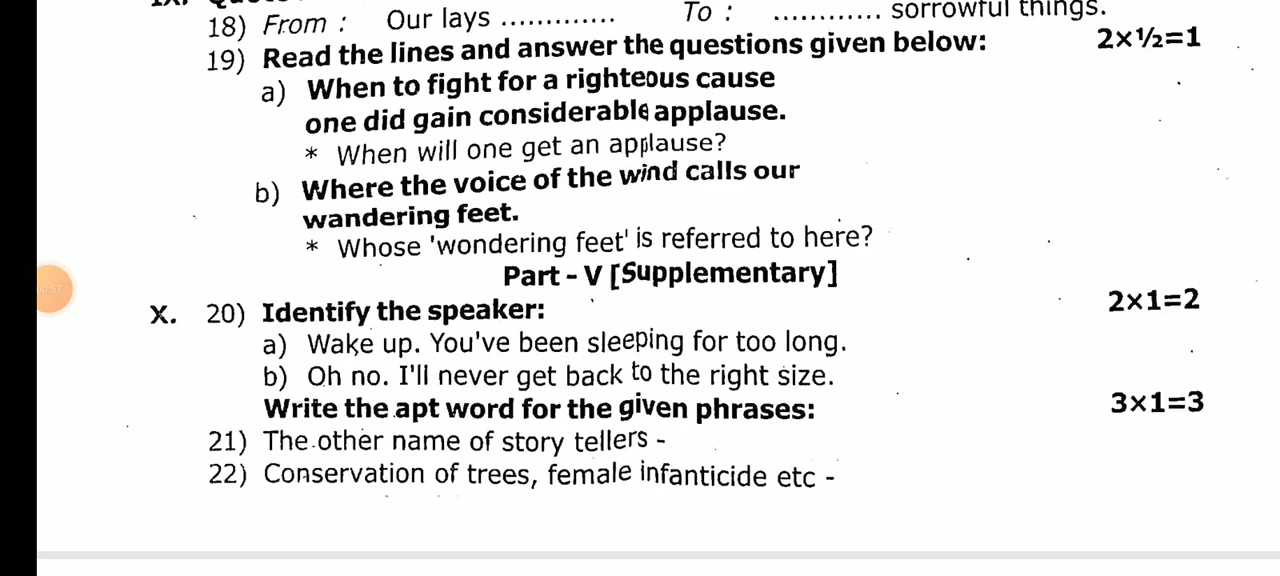 18) From : Our lays ............. To : ............ sorrowful things.
19) Read the lines and answer the questions given below: 2×½=1
a) When to fight for a righteous cause
one did gain considerable applause.
* When will one get an applause?
b) Where the voice of the wind calls our
wandering feet.
* Whose 'wondering feet' is referred to here?
Part - V [Supplementary]
X. 20) Identify the speaker: 2×1=2
a) Wake up. You've been sleeping for too long.
b) Oh no. I'll never get back to the right size.
Write the apt word for the given phrases: 3×1=3
21) The other name of story tellers -
22) Conservation of trees, female infanticide etc -